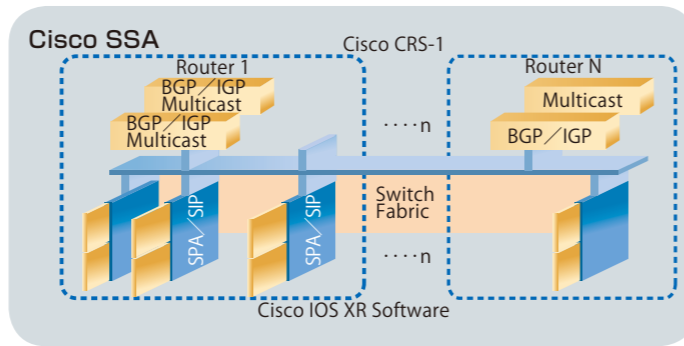 Cisco SSA
Cisco CRS-1
Router 1
Router N
BGP／IGP
Multicast
BGP／IGP
Multicast
····n
Multicast
BGP／IGP
SPA／SIP
SPA／SIP
Switch
Fabric
····n
Cisco IOS XR Software